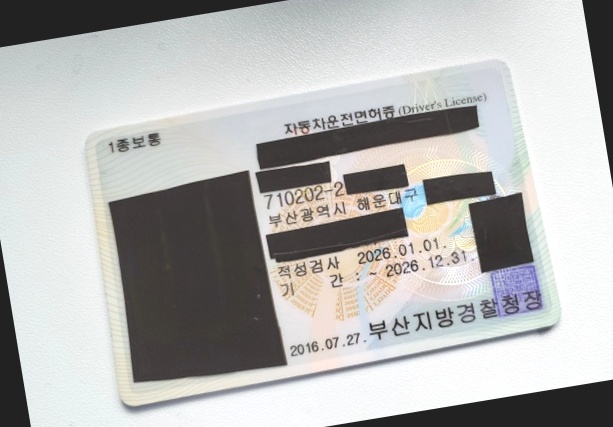 자동차운전면허증 (Driver's License)
1종보통
710202-2
부산광역시 해운대구
적성검사 2026.01.01.
기 간 : ~ 2026.12.31.
2016.07.27. 부산지방경찰청장